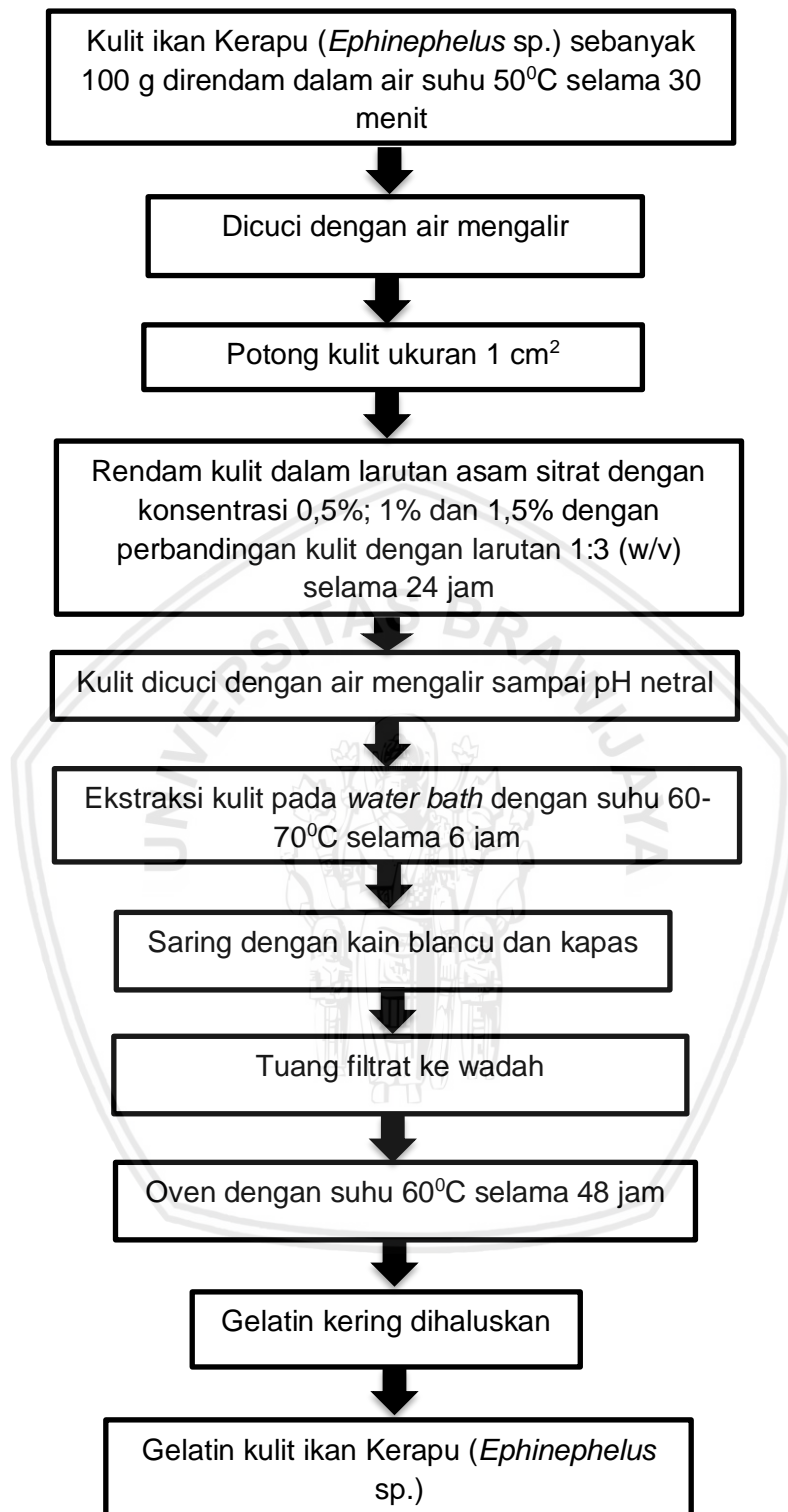 Kulit ikan Kerapu (Ephinephelus sp.) sebanyak
100 g direndam dalam air suhu 50⁰C selama 30
menit
Dicuci dengan air mengalir
Potong kulit ukuran 1 cm²
Rendam kulit dalam larutan asam sitrat dengan
konsentrasi 0,5%; 1% dan 1,5% dengan
perbandingan kulit dengan larutan 1:3 (w/v)
selama 24 jam
Kulit dicuci dengan air mengalir sampai pH netral
Ekstraksi kulit pada water bath dengan suhu 60-
70⁰C selama 6 jam
Saring dengan kain blancu dan kapas
Tuang filtrat ke wadah
Oven dengan suhu 60⁰C selama 48 jam
Gelatin kering dihaluskan
Gelatin kulit ikan Kerapu (Ephinephelus
sp.)
UNIVERSITAS BRAWIJAYA